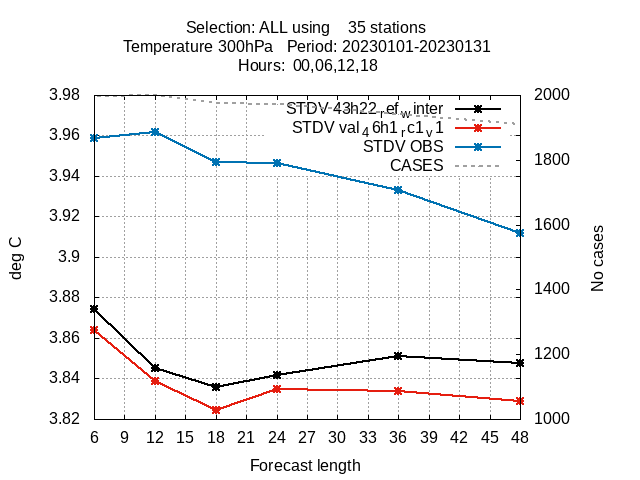 Selection: ALL using    35 stations
Temperature 300hPa   Period: 20230101-20230131
Hours:  00,06,12,18
STDV 43h22_ref_winter
STDV val_46h1_rc1_v1
STDV OBS
CASES
3.98
3.96
3.94
3.92
3.9
3.88
3.86
3.84
3.82
2000
1800
1600
1400
1200
1000
deg C
No cases
6 9 12 15 18 21 24 27 30 33 36 39 42 45 48
Forecast length